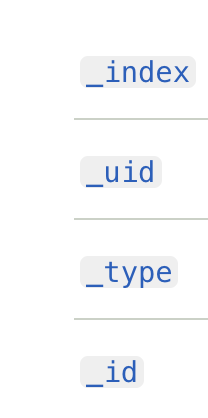 _index
_uid
_type
_id